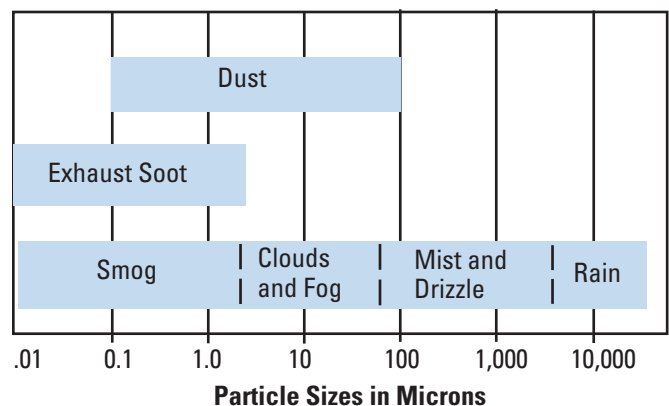 Dust
Exhaust Soot
Smog
Clouds
and Fog
Mist and
Drizzle
Rain
.01 0.1 1.0 10 100 1,000 10,000
Particle Sizes in Microns